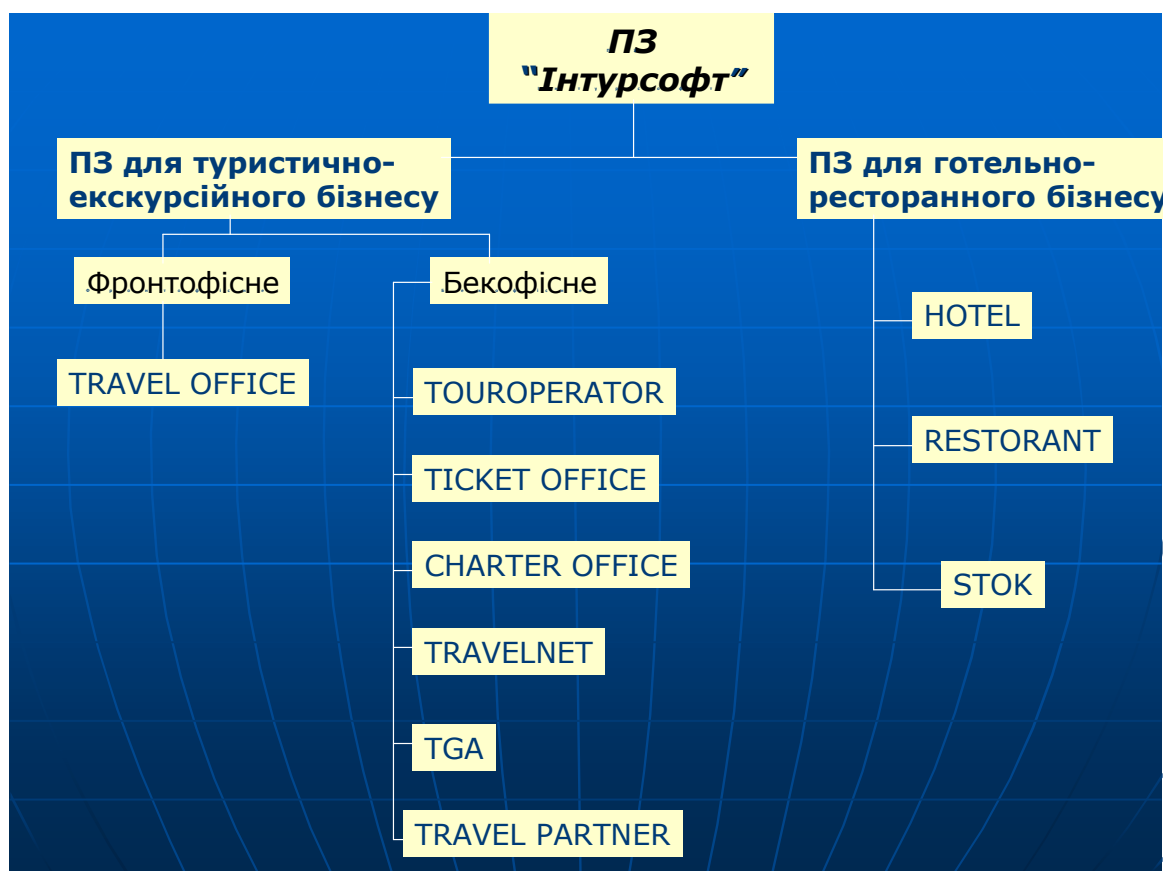 ПЗ
“Інтурсофт”
ПЗ для туристично-
екскурсійного бізнесу
ПЗ для готельно-
ресторанного бізнесу
Фронтофісне
Бекофісне
HOTEL
TRAVEL OFFICE
TOUROPERATOR
RESTORANT
TICKET OFFICE
CHARTER OFFICE
STOK
TRAVELNET
TGA
TRAVEL PARTNER